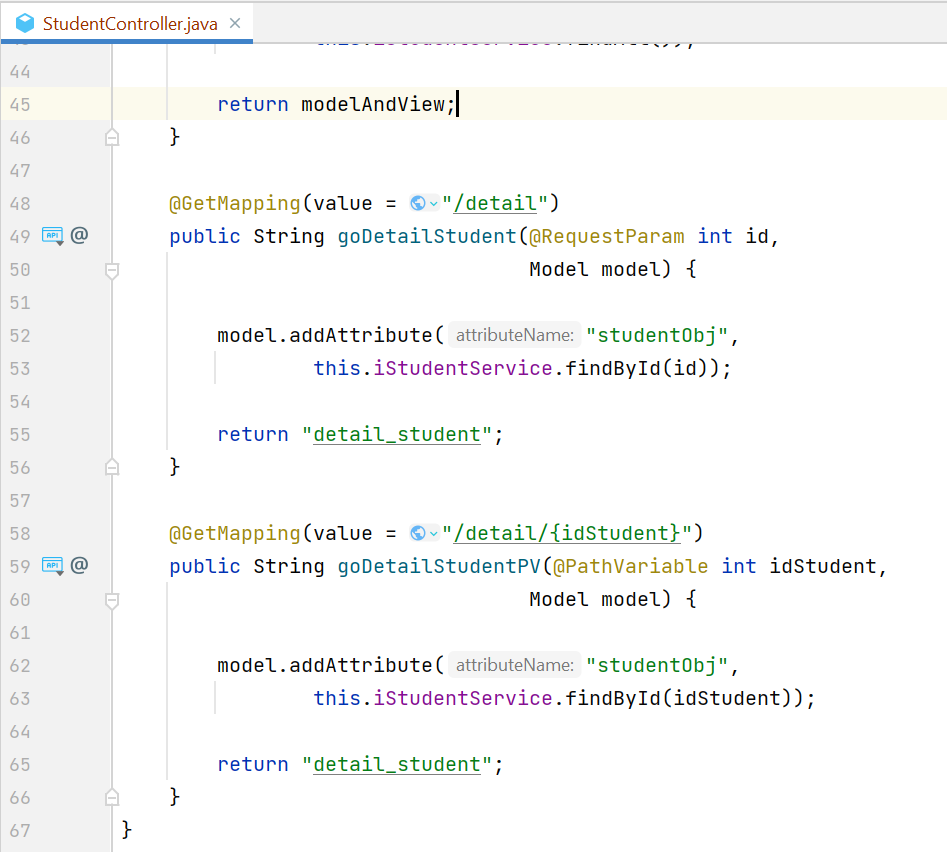 StudentController.java
44
45 return modelAndView;
46 }
47
48 @GetMapping(value = "/detail")
49 public String goDetailStudent(@RequestParam int id,
50 Model model) {
51
52 model.addAttribute( attributeName: "studentObj",
53 this.iStudentService.findById(id));
54
55 return "detail_student";
56 }
57
58 @GetMapping(value = "/detail/{idStudent}")
59 public String goDetailStudentPV(@PathVariable int idStudent,
60 Model model) {
61
62 model.addAttribute( attributeName: "studentObj",
63 this.iStudentService.findById(idStudent));
64
65 return "detail_student";
66 }
67 }